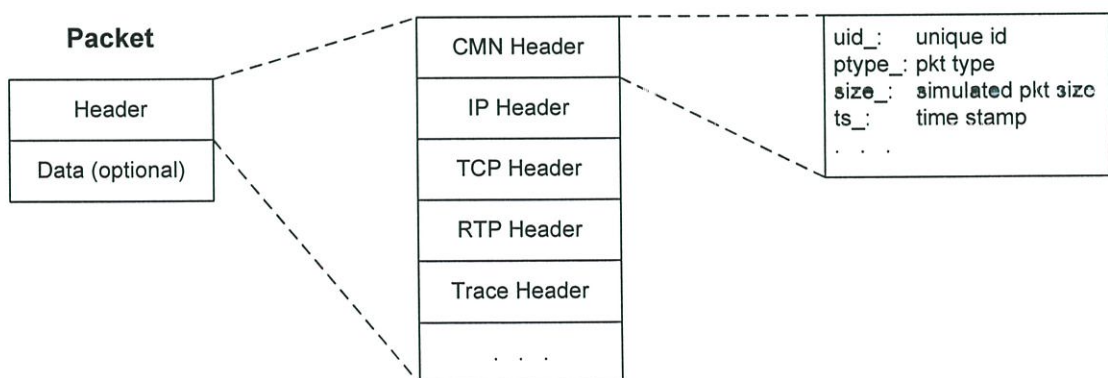 Packet
Header
Data (optional)
CMN Header
IP Header
TCP Header
RTP Header
Trace Header
. . .
uid_: unique id
ptype_: pkt type
size_: simulated pkt size
ts_: time stamp
. . .